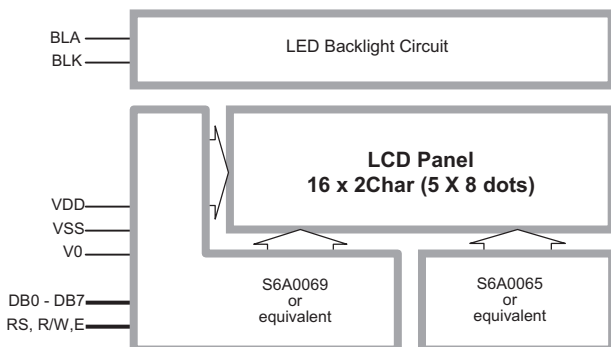 BLA
BLK
LED Backlight Circuit
LCD Panel
16 x 2Char (5 X 8 dots)
VDD
VSS
V0
DB0 - DB7
RS, R/W,E
S6A0069
or
equivalent
S6A0065
or
equivalent